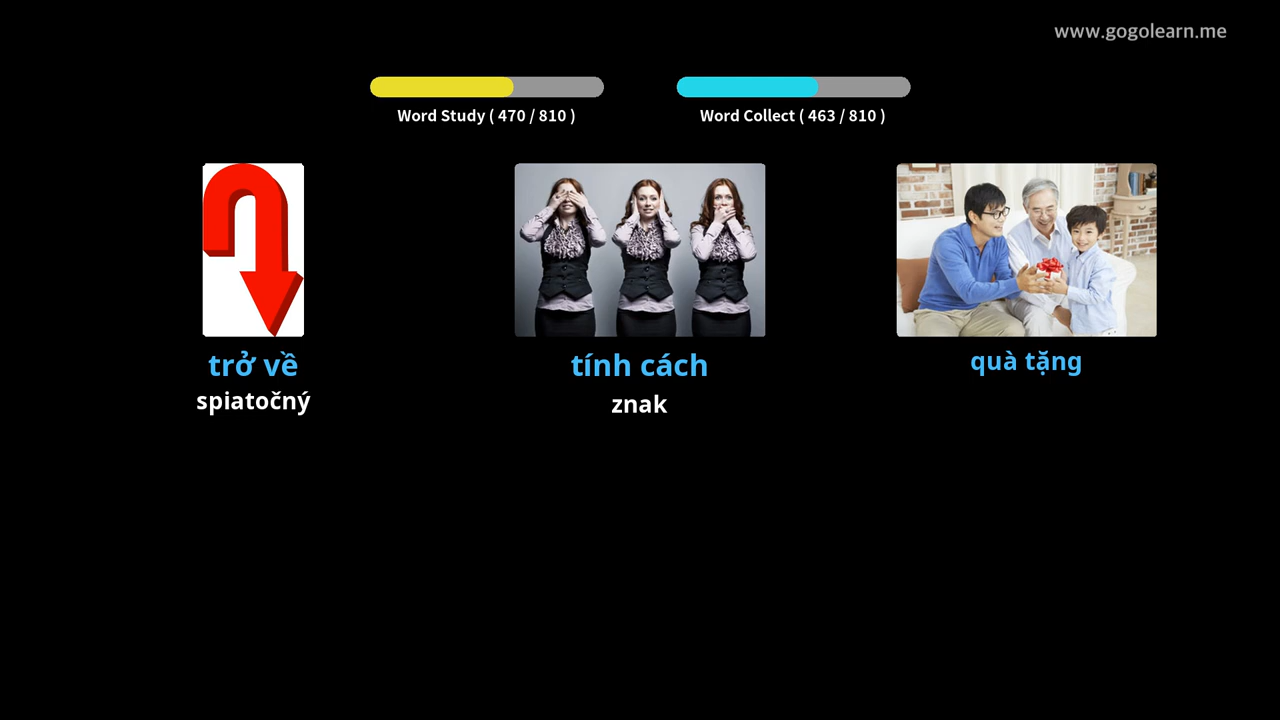 www.gogolearn.me
Word Study ( 470 / 810 )
Word Collect ( 463 / 810 )
trở về
spiatočný
tính cách
znak
quà tặng